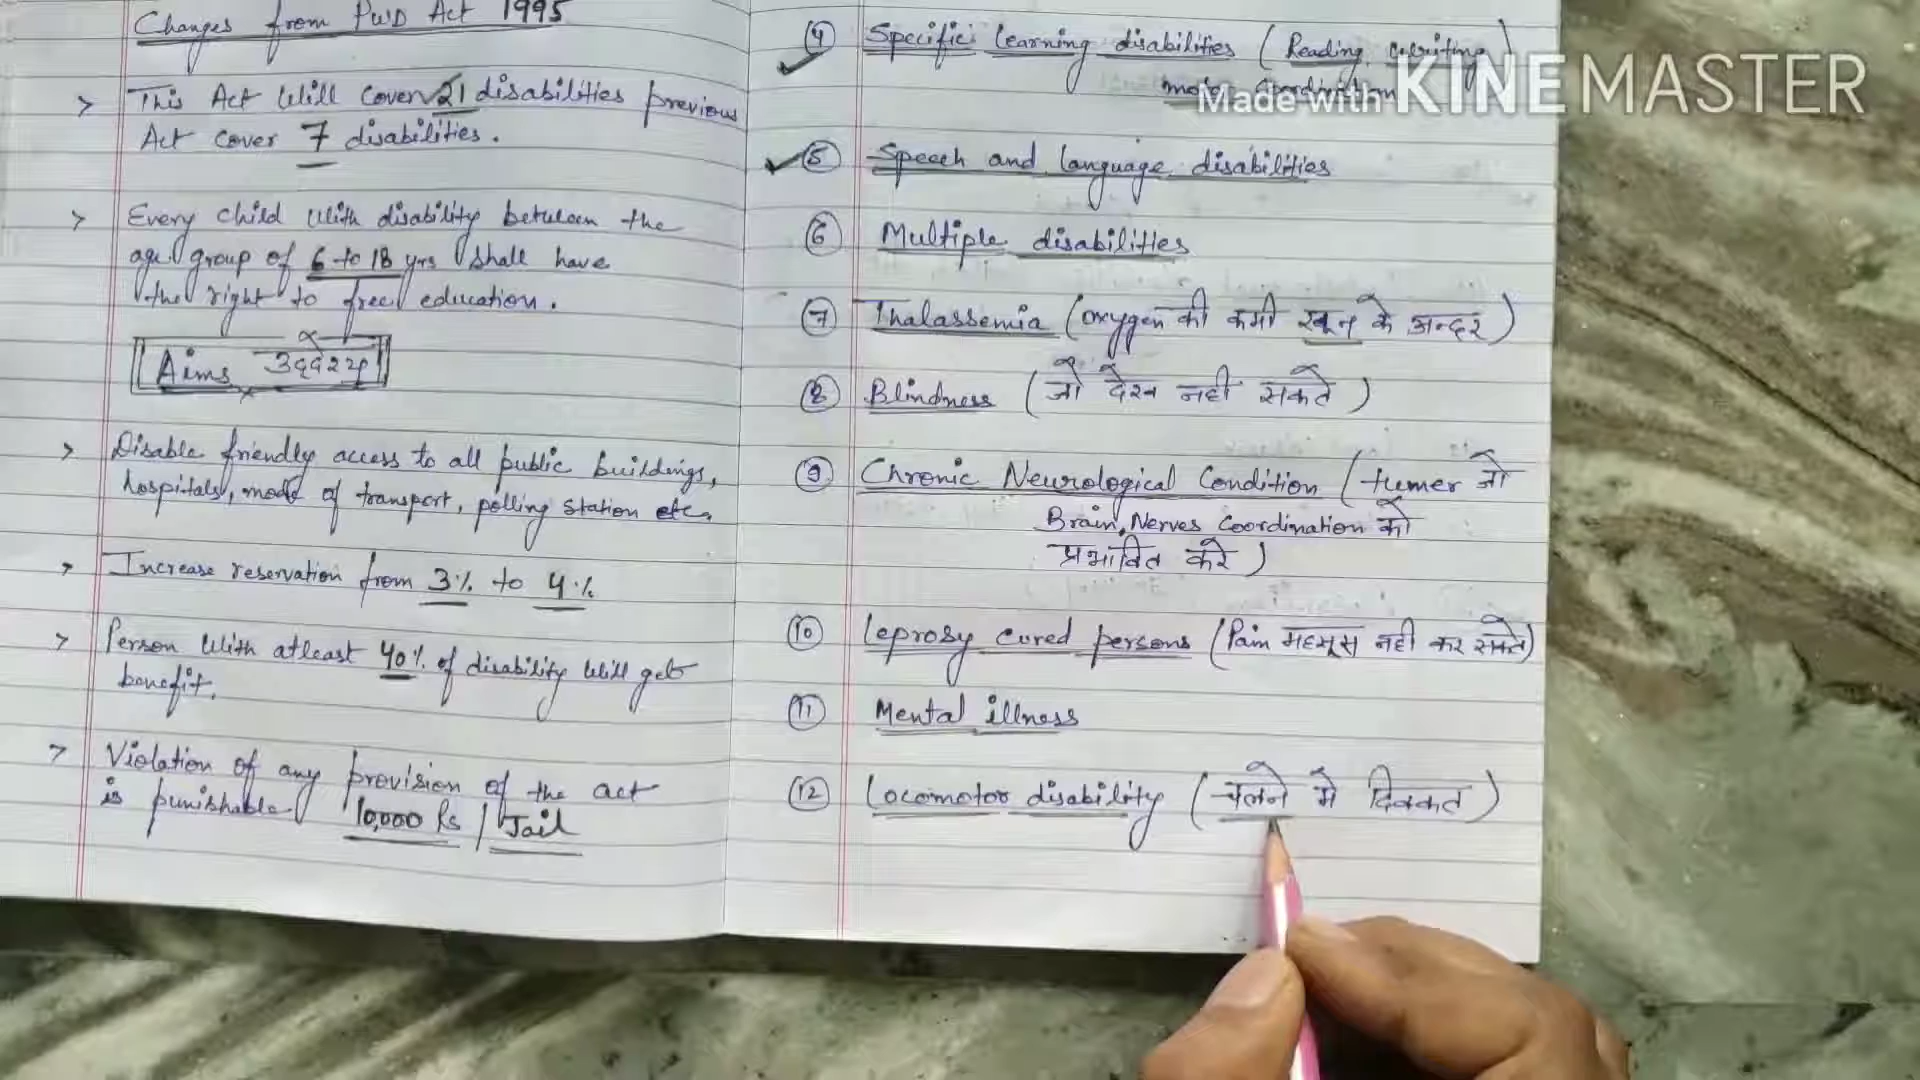 Changes from PWD Act 1995
> This Act Will Cover 21 disabilities previous
Act cover 7 disabilities.
> Every child with disability between the
age group of 6 to 18 yrs shall have
the right to free education.
Aims उद्देश्य
> Disable friendly access to all public buildings,
hospitals, mode of transport, polling station etc.
> Increase reservation from 3% to 4%
> Person With atleast 40% of disability Will get
benefit.
> Violation of any provision of the act
is punishable 10,000 Rs / Jail
④ Specific learning disabilities (Reading, writing
Made with KINEMASTER
⑤ Speech and language disabilities
⑥ Multiple disabilities
⑦ Thalassemia (oxygen की कमी खून के अन्दर)
⑧ Blindness (जो देख नही सकते)
⑨ Chronic Neurological Condition (tumer जो
Brain, Nerves Coordination को
प्रभावित करे)
⑩ Leprosy cured persons (Pain महसूस नही कर सकते)
⑪ Mental illness
⑫ Locomotor disability (चलने मे दिक्कत)